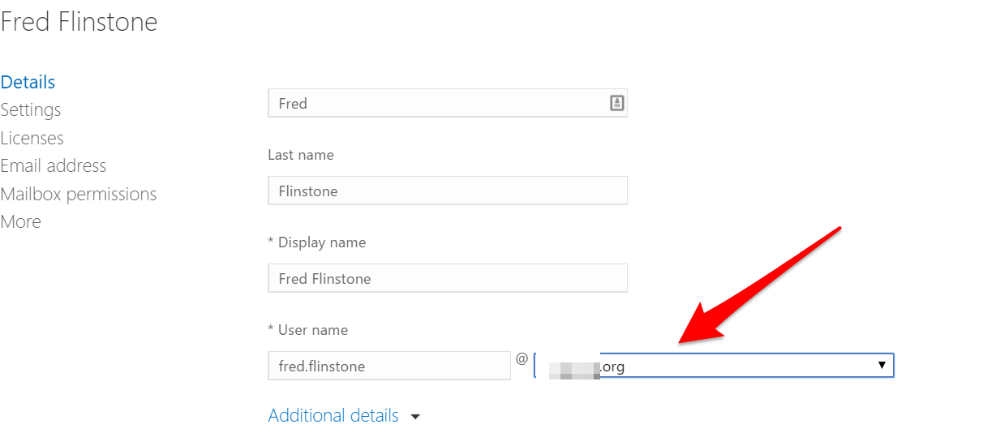 Fred Flinstone
Details
Settings
Licenses
Email address
Mailbox permissions
More
Fred
Last name
Flinstone
* Display name
Fred Flinstone
* User name
fred.flinstone @ .org
Additional details